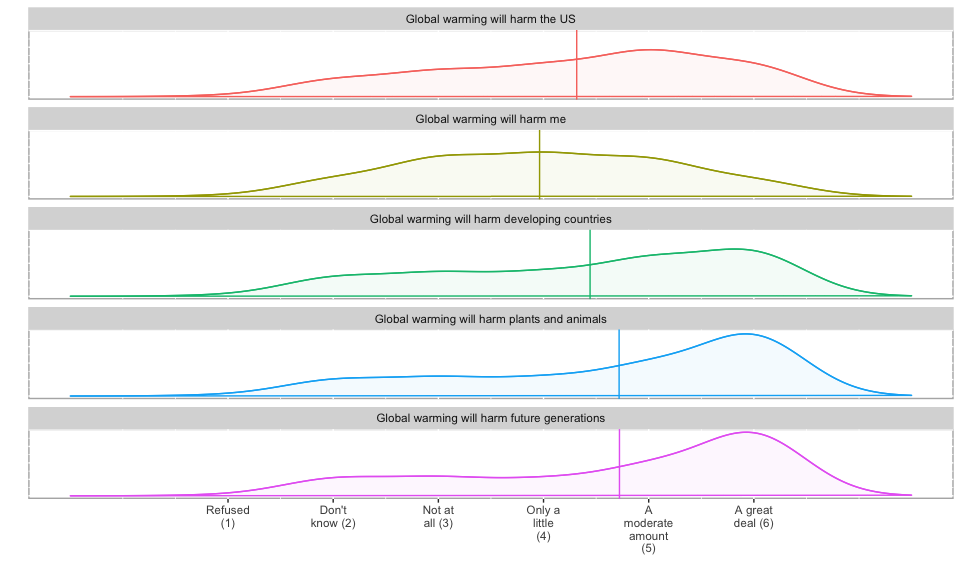 Global warming will harm the US
Global warming will harm me
Global warming will harm developing countries
Global warming will harm plants and animals
Global warming will harm future generations
Refused
(1)
Don't
know (2)
Not at
all (3)
Only a
little
(4)
A
moderate
amount
(5)
A great
deal (6)